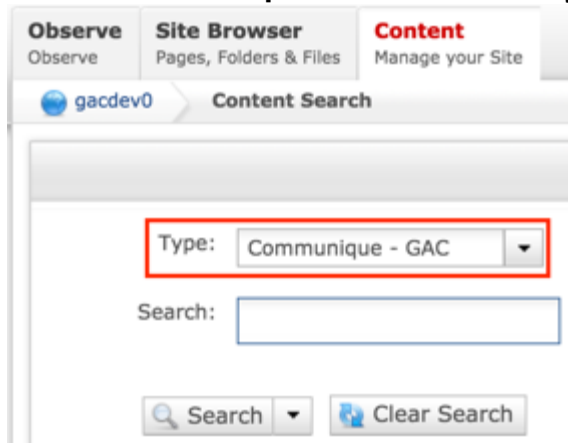 Observe Site Browser Content
Observe Pages, Folders & Files Manage your Site
gacdev0 Content Search
Type: Communique - GAC
Search:
Search Clear Search